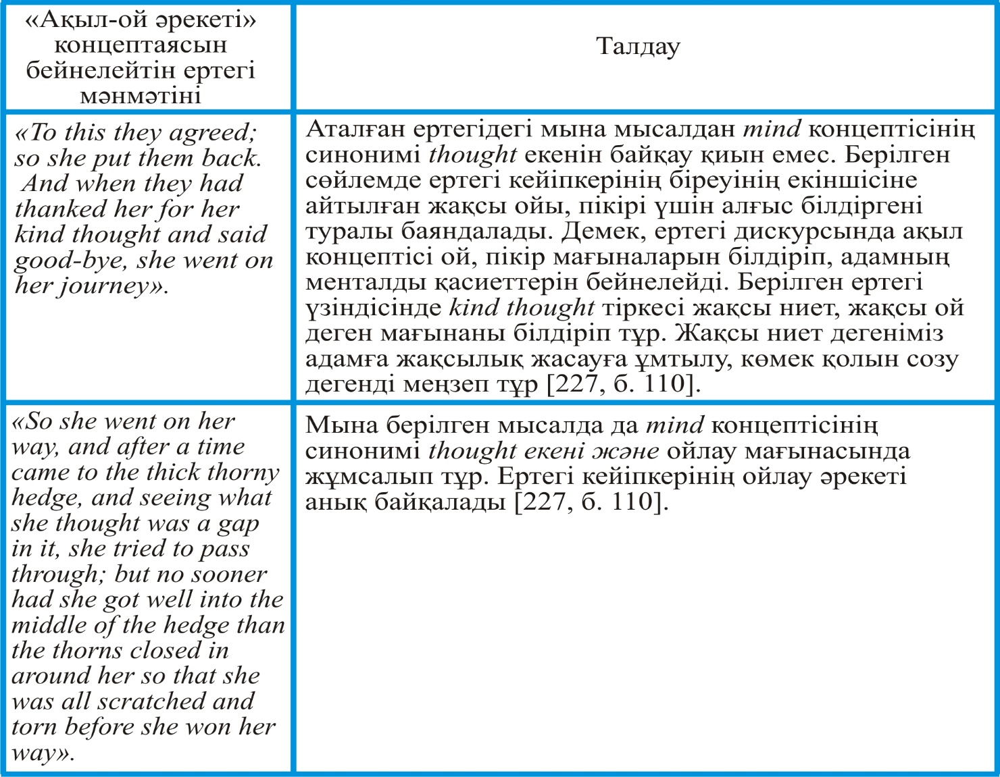 «Ақыл-ой әрекеті»
концептаясын
бейнелейтін ертегі
мәнмәтіні
Талдау
«To this they agreed;
so she put them back.
And when they had
thanked her for her
kind thought and said
good-bye, she went on
her journey».
Аталған ертегідегі мына мысалдан mind концептісінің
синонимі thought екенін байқау қиын емес. Берілген
сөйлемде ертегі кейіпкерінің біреуінің екіншісіне
айтылған жақсы ойы, пікірі үшін алғыс білдіргені
туралы баяндалады. Демек, ертегі дискурсында ақыл
концептісі ой, пікір мағыналарын білдіріп, адамның
менталды қасиеттерін бейнелейді. Берілген ертегі
үзіндісінде kind thought тіркесі жақсы ниет, жақсы ой
деген мағынаны білдіріп тұр. Жақсы ниет дегеніміз
адамға жақсылық жасауға ұмтылу, көмек қолын созу
дегенді меңзеп тұр [227, б. 110].
«So she went on her
way, and after a time
came to the thick thorny
hedge, and seeing what
she thought was a gap
in it, she tried to pass
through; but no sooner
had she got well into the
middle of the hedge than
the thorns closed in
around her so that she
was all scratched and
torn before she won her
way».
Мына берілген мысалда да mind концептісінің
синонимі thought екені және ойлау мағынасында
жұмсалып тұр. Ертегі кейіпкерінің ойлау әрекеті
анық байқалады [227, б. 110].